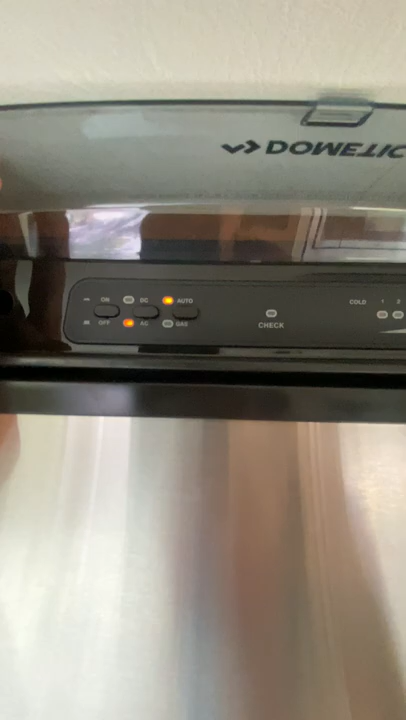 DOMETIC
ON DC AUTO
OFF AC GAS
CHECK
COLD 1 2